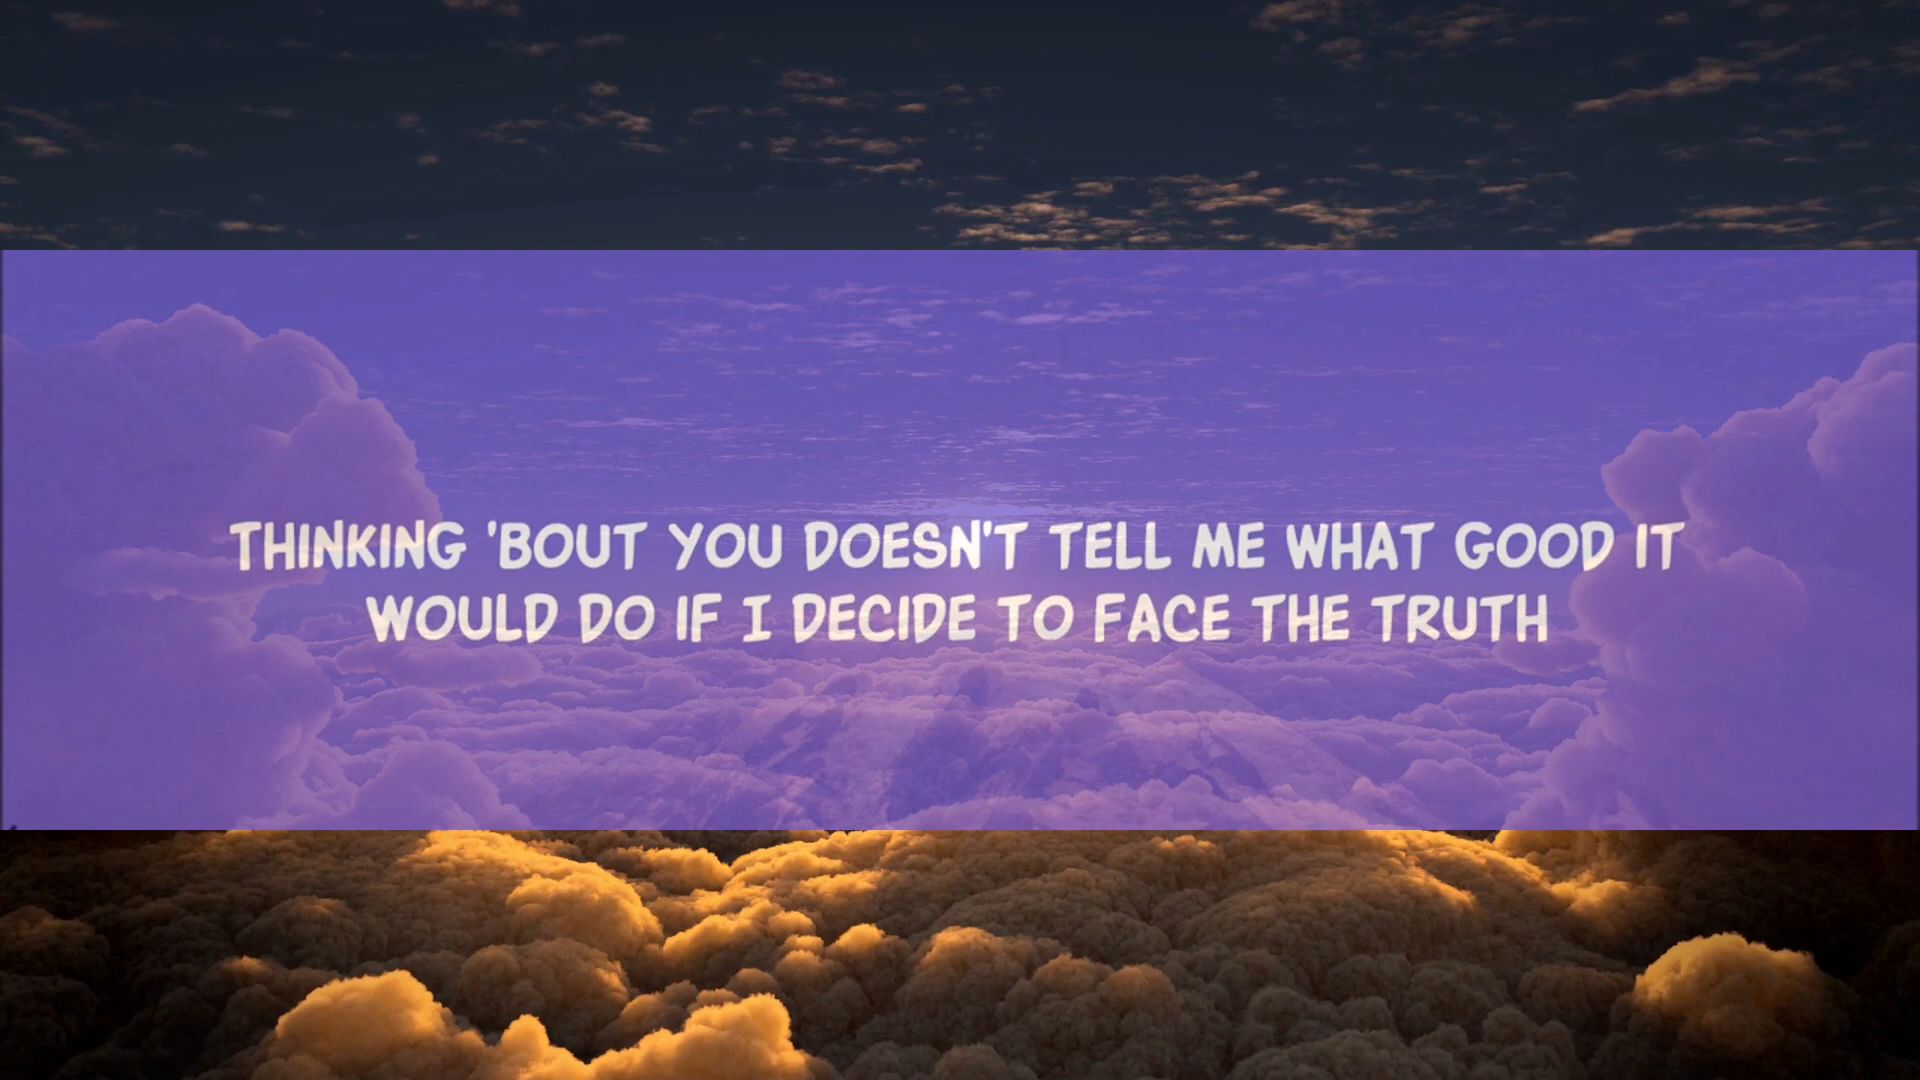 THINKING 'BOUT YOU DOESN'T TELL ME WHAT GOOD IT
WOULD DO IF I DECIDE TO FACE THE TRUTH